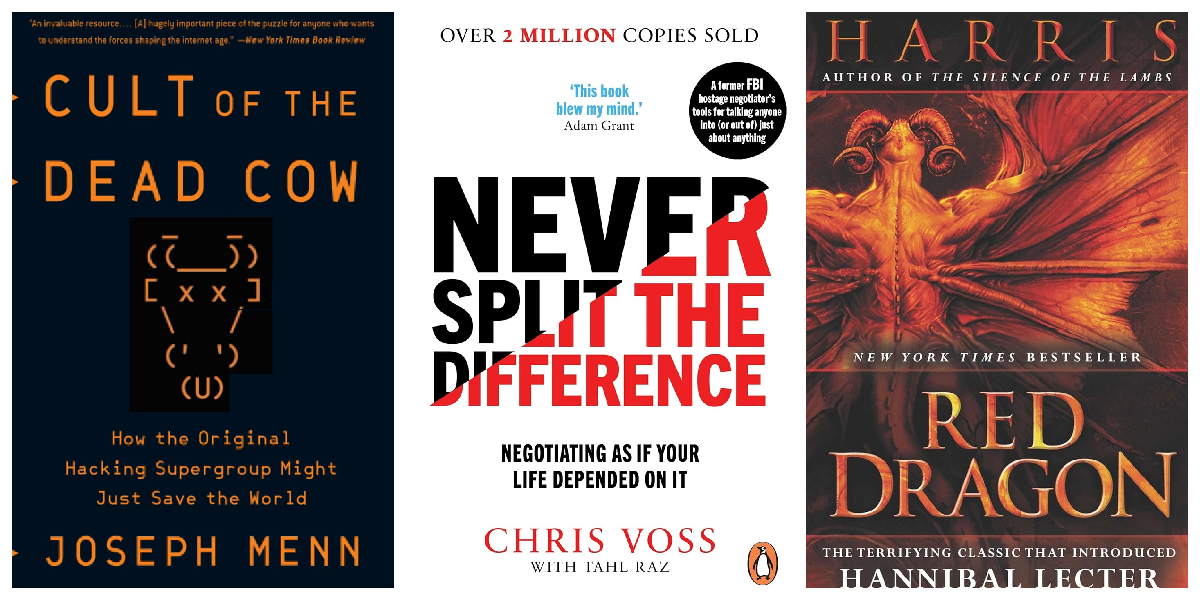 "An invaluable resource.... [A] hugely important piece of the puzzle for anyone who wants
to understand the forces shaping the internet age." —New York Times Book Review
CULT OF THE
DEAD COW
((___))
[ x x ]
\ /
(' ')
(U)
How the Original
Hacking Supergroup Might
Just Save the World
JOSEPH MENN
OVER 2 MILLION COPIES SOLD
'This book
blew my mind.'
Adam Grant
A former FBI
hostage negotiator's
tools for talking anyone
into (or out of) just
about anything
NEVER
SPLIT THE
DIFFERENCE
NEGOTIATING AS IF YOUR
LIFE DEPENDED ON IT
CHRIS VOSS
WITH TAHL RAZ
HARRIS
AUTHOR OF THE SILENCE OF THE LAMBS
NEW YORK TIMES BESTSELLER
RED
DRAGON
THE TERRIFYING CLASSIC THAT INTRODUCED
HANNIBAL LECTER